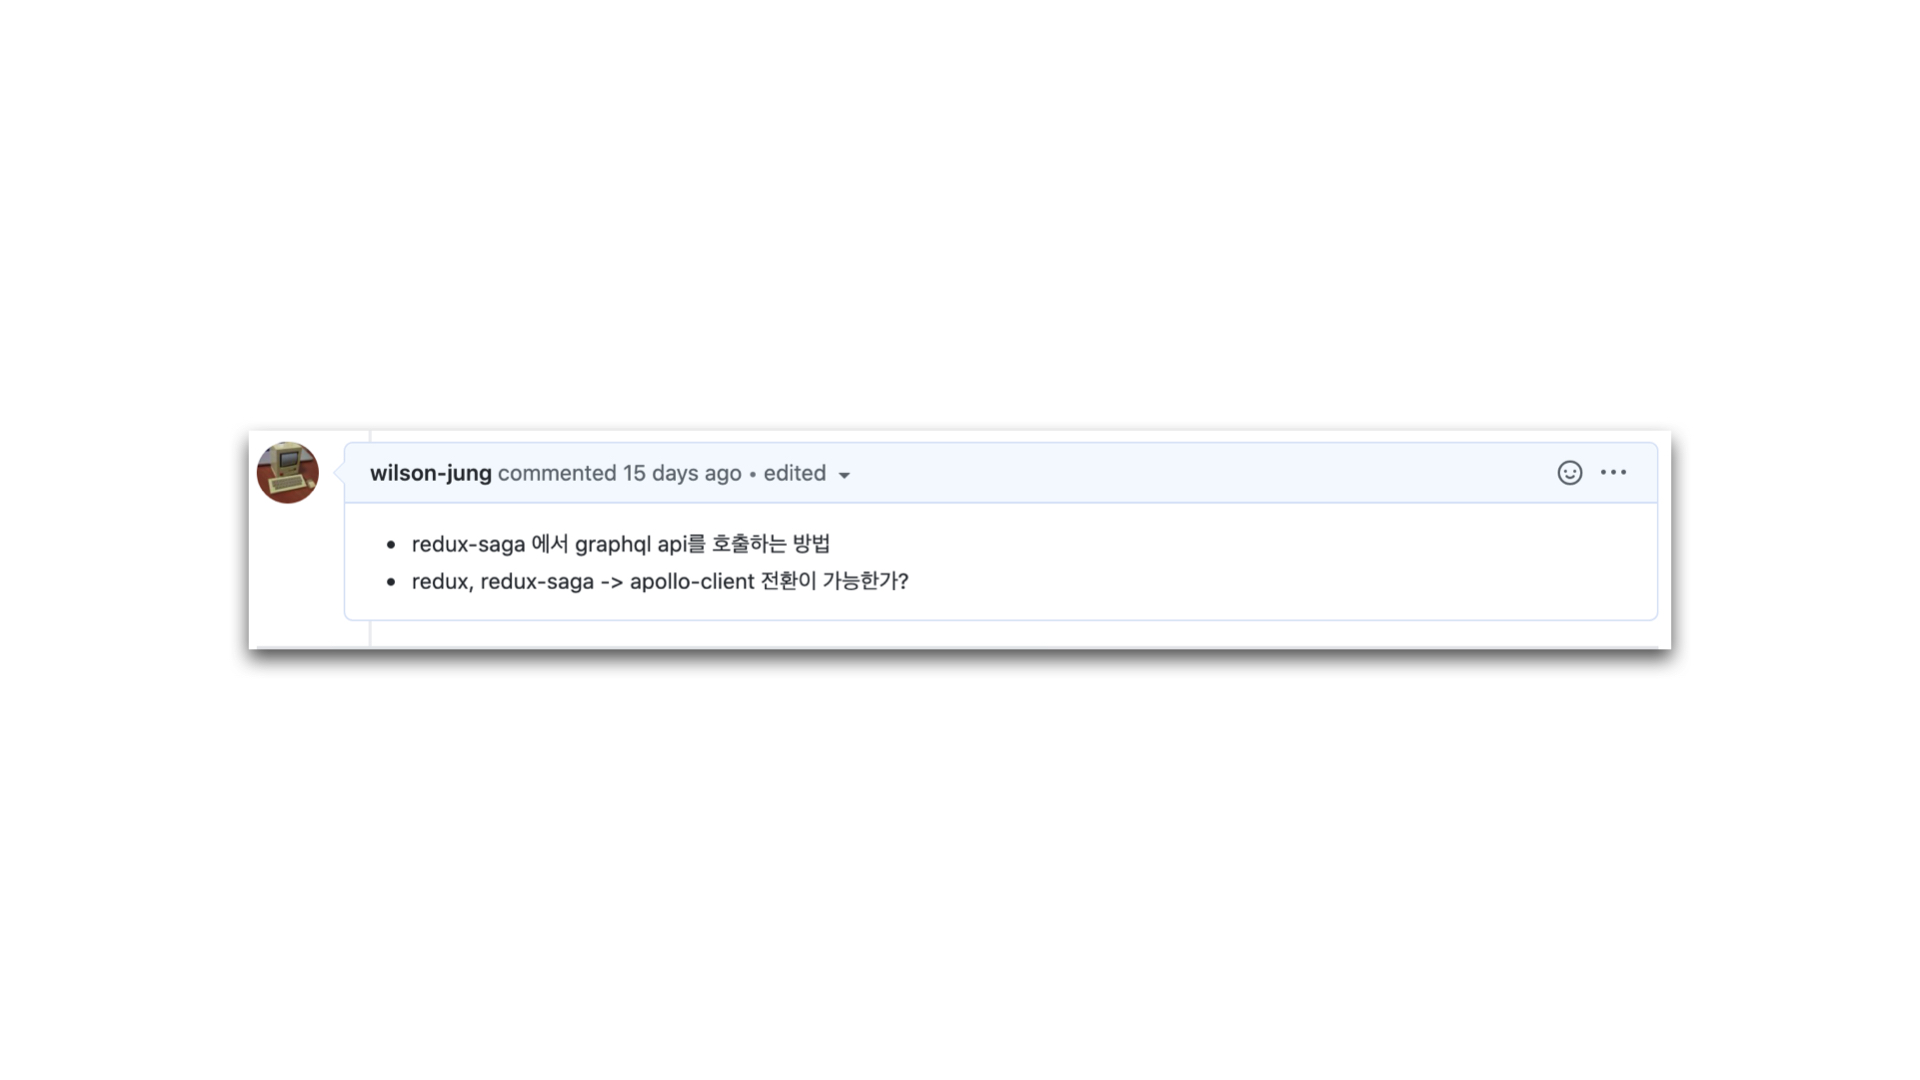 wilson-jung commented 15 days ago • edited
• redux-saga 에서 graphql api를 호출하는 방법
• redux, redux-saga -> apollo-client 전환이 가능한가?